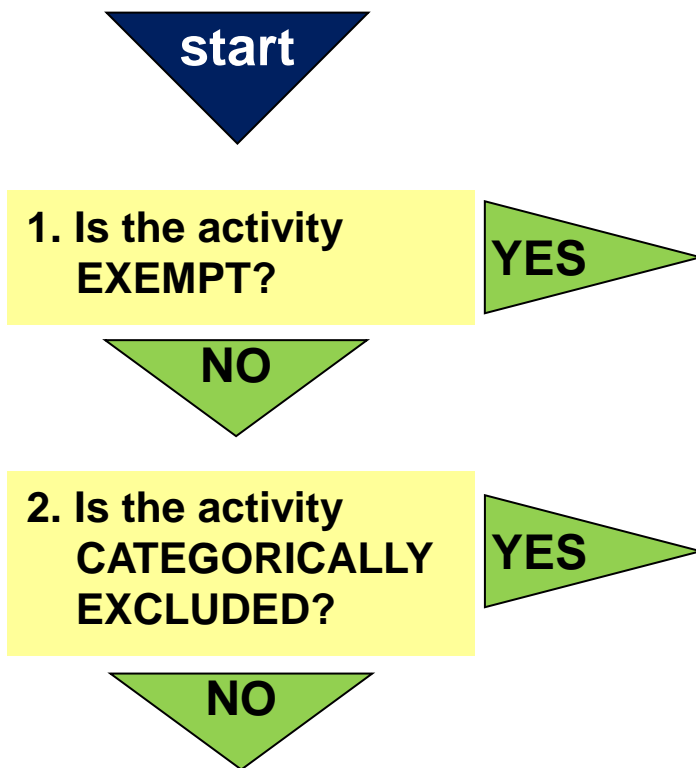 start
1. Is the activity
EXEMPT?
YES
NO
2. Is the activity
CATEGORICALLY
EXCLUDED?
YES
NO